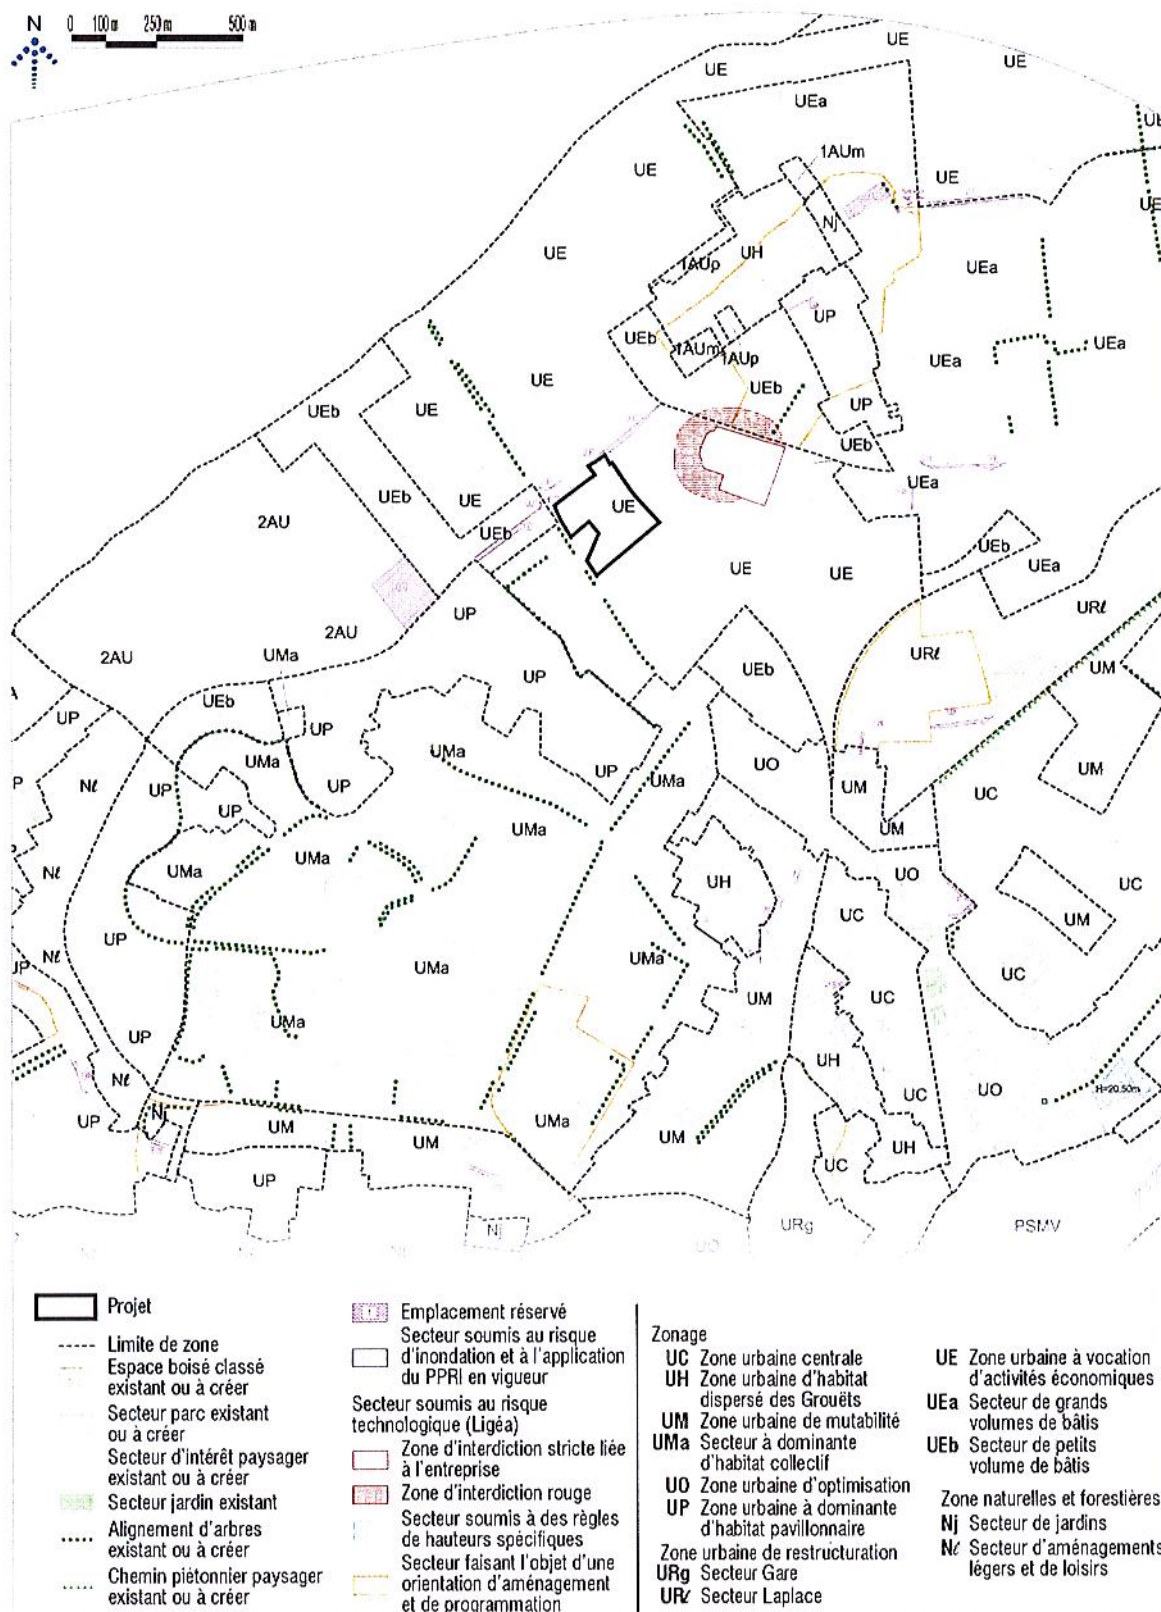 N
0 100m 250m 500m
UE
UE
UE
UEa
1AUm
UE
UE
UE
Nj
UE
UH
1AUp
UEa
UP
UEb
1AUm
1AUp
UEa
UEa
UE
UEb
UE
UEb
UP
UEb
UEb
UE
UE
UEa
2AU
UEb
UEb
UE
UE
UEb
UEa
UP
URℓ
2AU
UMa
2AU
URℓ
UM
UP
UEb
UP
UEb
UP
UMa
UMa
UO
UM
UP
UP
UP
UMa
UM
UC
Nℓ
UP
UMa
UM
UMa
UO
Nℓ
UMa
UH
UC
UC
UM
UP
UMa
UMa
UC
Nℓ
UC
UM
UMa
UP
UH
Nℓ
UC
UO
H=20.50m
UP
Nj
UM
UM
UMa
UM
UC
UH
UP
Nj
UO
URg
PSMV
Projet
Limite de zone
Espace boisé classé
existant ou à créer
Secteur parc existant
ou à créer
Secteur d'intérêt paysager
existant ou à créer
Secteur jardin existant
Alignement d'arbres
existant ou à créer
Chemin piétonnier paysager
existant ou à créer
Emplacement réservé
Secteur soumis au risque
d'inondation et à l'application
du PPRI en vigueur
Secteur soumis au risque
technologique (Ligéa)
Zone d'interdiction stricte liée
à l'entreprise
Zone d'interdiction rouge
Secteur soumis à des règles
de hauteurs spécifiques
Secteur faisant l'objet d'une
orientation d'aménagement
et de programmation
Zonage
UC Zone urbaine centrale
UH Zone urbaine d'habitat
dispersé des Grouëts
UM Zone urbaine de mutabilité
UMa Secteur à dominante
d'habitat collectif
UO Zone urbaine d'optimisation
UP Zone urbaine à dominante
d'habitat pavillonnaire
Zone urbaine de restructuration
URg Secteur Gare
URℓ Secteur Laplace
UE Zone urbaine à vocation
d'activités économiques
UEa Secteur de grands
volumes de bâtis
UEb Secteur de petits
volume de bâtis
Zone naturelles et forestières
Nj Secteur de jardins
Nℓ Secteur d'aménagements
légers et de loisirs